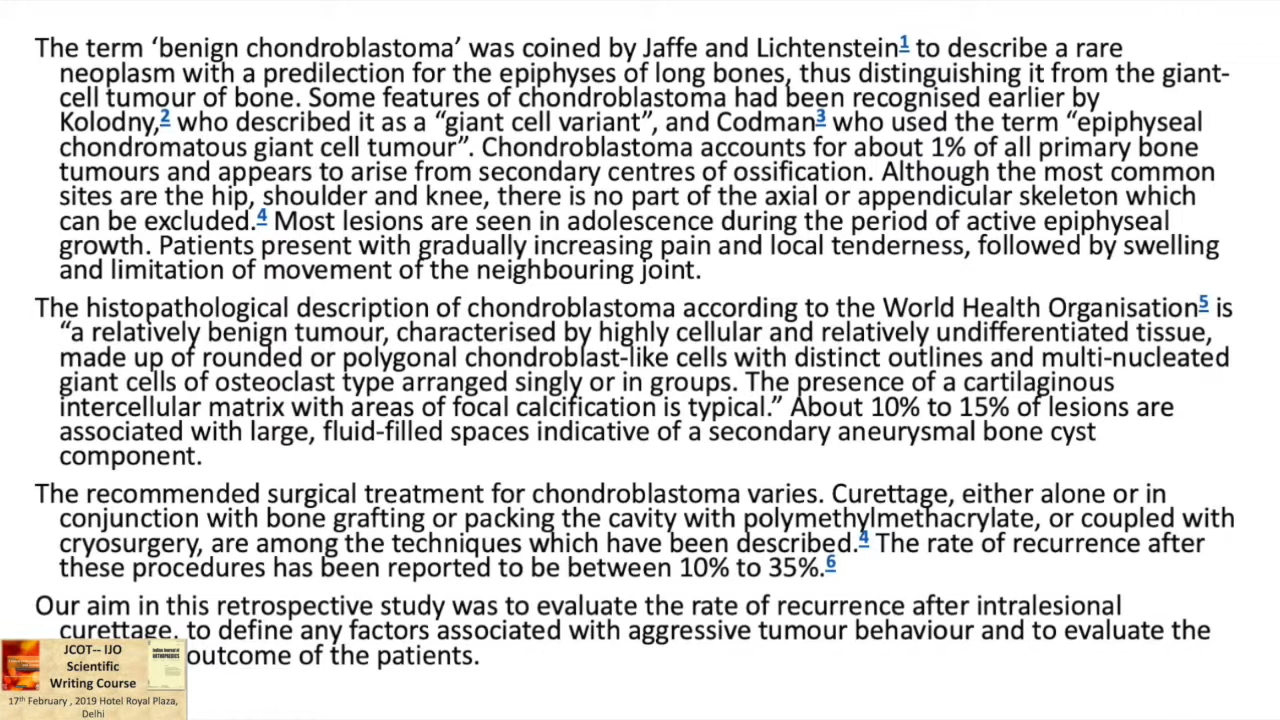 The term ‘benign chondroblastoma’ was coined by Jaffe and Lichtenstein1 to describe a rare
neoplasm with a predilection for the epiphyses of long bones, thus distinguishing it from the giant-
cell tumour of bone. Some features of chondroblastoma had been recognised earlier by
Kolodny,2 who described it as a “giant cell variant”, and Codman3 who used the term “epiphyseal
chondromatous giant cell tumour”. Chondroblastoma accounts for about 1% of all primary bone
tumours and appears to arise from secondary centres of ossification. Although the most common
sites are the hip, shoulder and knee, there is no part of the axial or appendicular skeleton which
can be excluded.4 Most lesions are seen in adolescence during the period of active epiphyseal
growth. Patients present with gradually increasing pain and local tenderness, followed by swelling
and limitation of movement of the neighbouring joint.
The histopathological description of chondroblastoma according to the World Health Organisation5 is
“a relatively benign tumour, characterised by highly cellular and relatively undifferentiated tissue,
made up of rounded or polygonal chondroblast-like cells with distinct outlines and multi-nucleated
giant cells of osteoclast type arranged singly or in groups. The presence of a cartilaginous
intercellular matrix with areas of focal calcification is typical.” About 10% to 15% of lesions are
associated with large, fluid-filled spaces indicative of a secondary aneurysmal bone cyst
component.
The recommended surgical treatment for chondroblastoma varies. Curettage, either alone or in
conjunction with bone grafting or packing the cavity with polymethylmethacrylate, or coupled with
cryosurgery, are among the techniques which have been described.4 The rate of recurrence after
these procedures has been reported to be between 10% to 35%.6
Our aim in this retrospective study was to evaluate the rate of recurrence after intralesional
curettage, to define any factors associated with aggressive tumour behaviour and to evaluate the
outcome of the patients.
JCOT-- IJO
Scientific
Writing Course
Indian Journal of
ORTHOPAEDICS
17th February , 2019 Hotel Royal Plaza,
Delhi